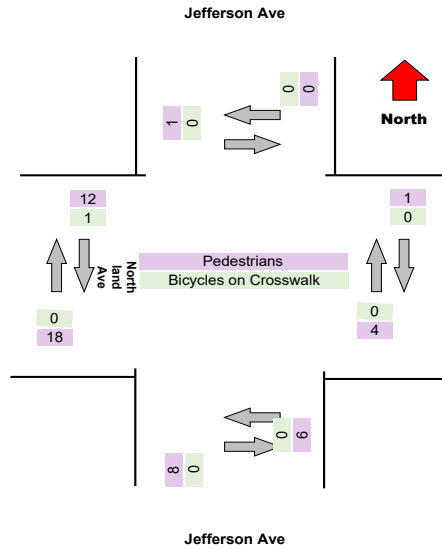 Jefferson Ave
0 0
1 0
North
12
1
1
0
North
land
Ave
Pedestrians
Bicycles on Crosswalk
0
18
0
4
0 9
8 0
Jefferson Ave